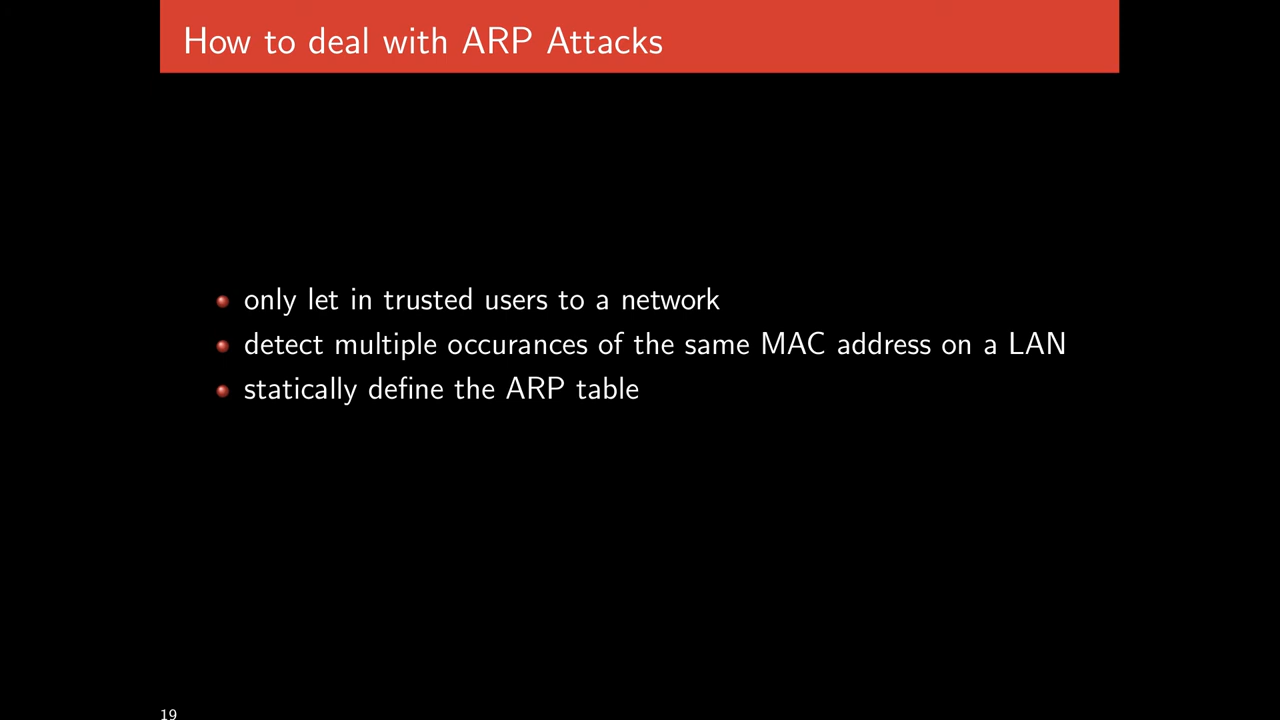 How to deal with ARP Attacks
only let in trusted users to a network
detect multiple occurances of the same MAC address on a LAN
statically define the ARP table
19